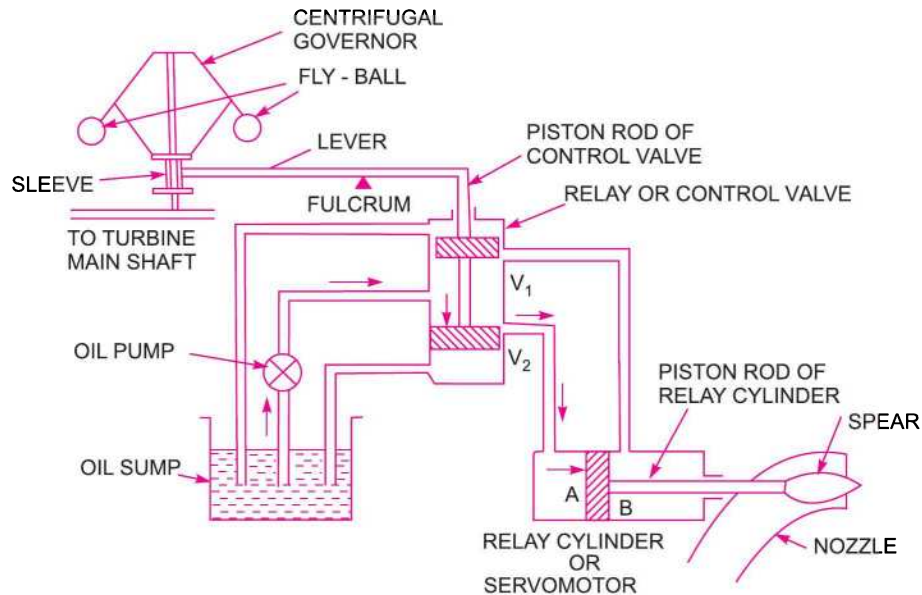 CENTRIFUGAL
GOVERNOR
FLY - BALL
LEVER
PISTON ROD OF
CONTROL VALVE
SLEEVE
FULCRUM
RELAY OR CONTROL VALVE
TO TURBINE
MAIN SHAFT
V1
OIL PUMP
V2
PISTON ROD OF
RELAY CYLINDER
SPEAR
OIL SUMP
A
B
RELAY CYLINDER
OR
SERVOMOTOR
NOZZLE